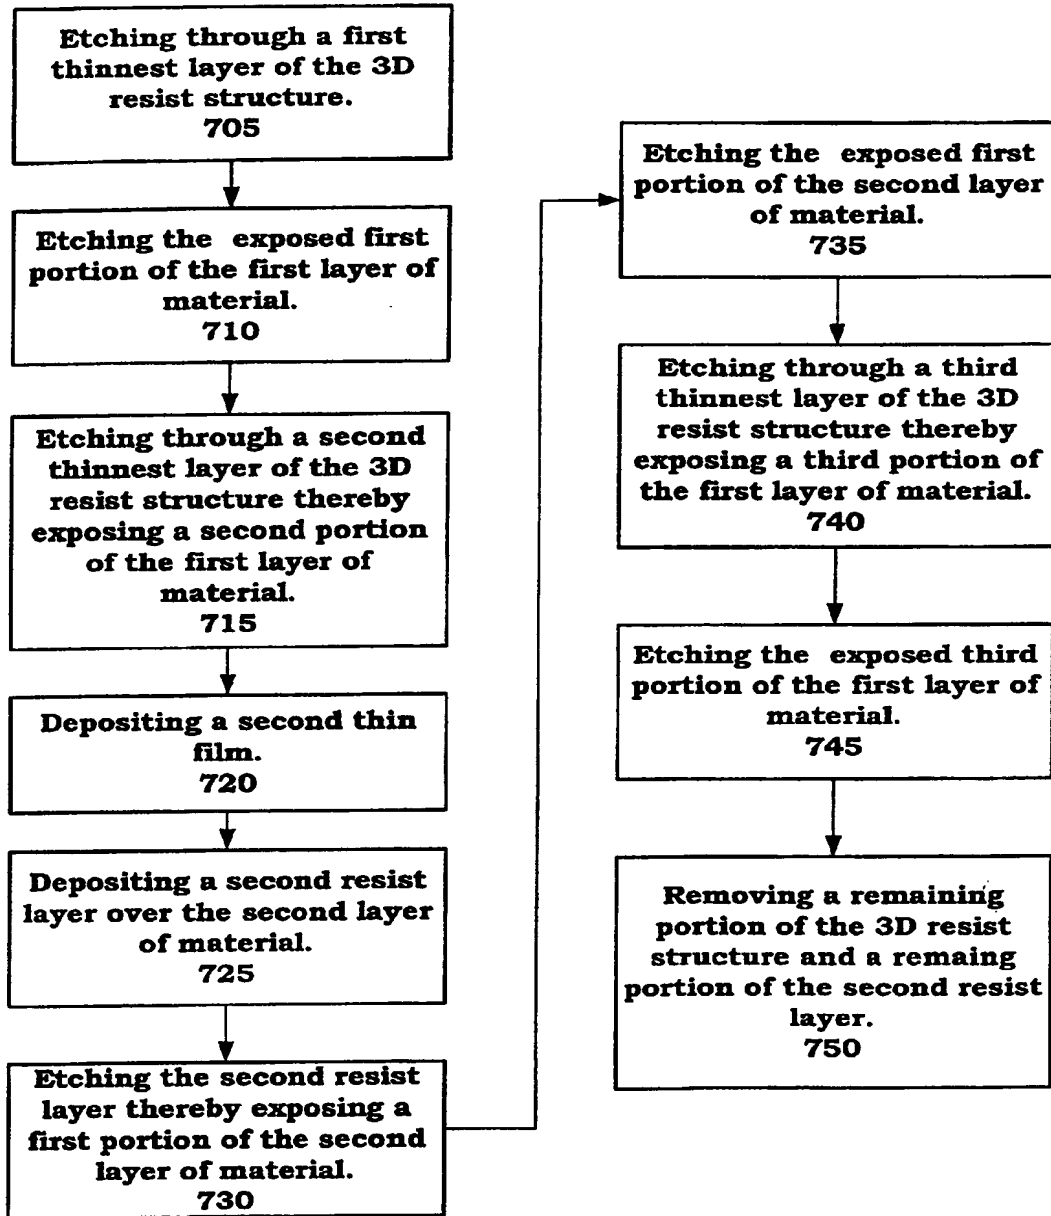 Etching through a first
thinnest layer of the 3D
resist structure.
705
Etching the exposed first
portion of the first layer of
material.
710
Etching through a second
thinnest layer of the 3D
resist structure thereby
exposing a second portion
of the first layer of
material.
715
Depositing a second thin
film.
720
Depositing a second resist
layer over the second layer
of material.
725
Etching the second resist
layer thereby exposing a
first portion of the second
layer of material.
730
Etching the exposed first
portion of the second layer
of material.
735
Etching through a third
thinnest layer of the 3D
resist structure thereby
exposing a third portion of
the first layer of material.
740
Etching the exposed third
portion of the first layer of
material.
745
Removing a remaining
portion of the 3D resist
structure and a remaing
portion of the second resist
layer.
750